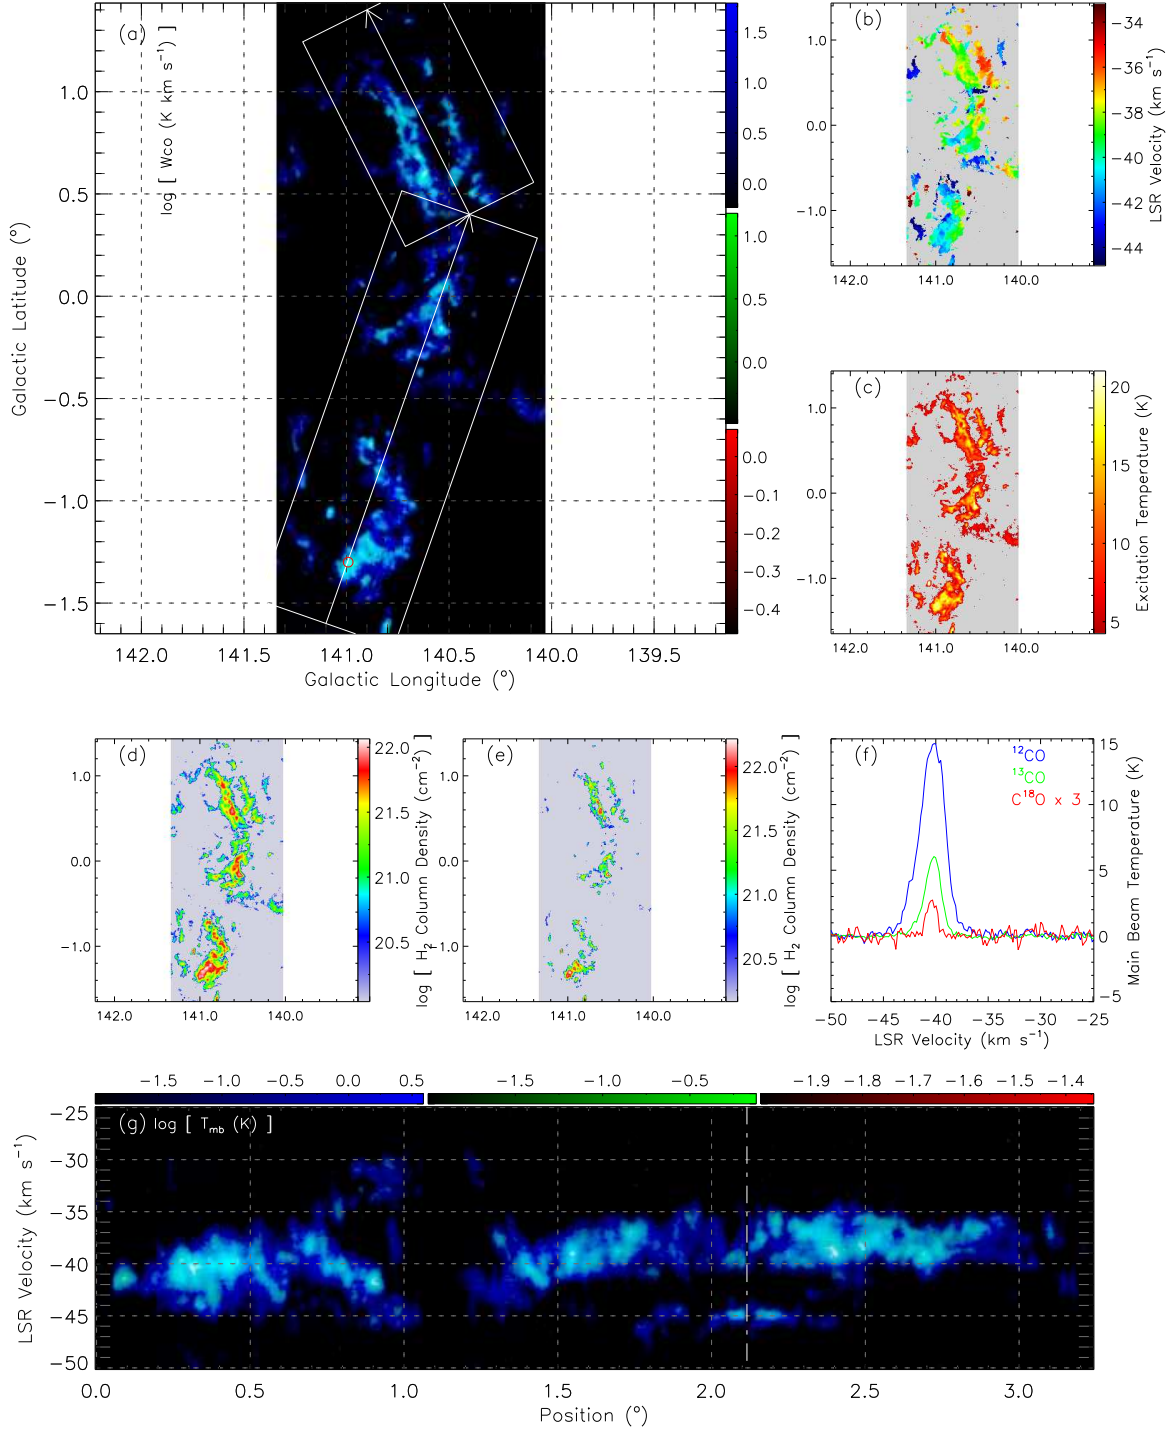 (a)
log [ Wco (K km s⁻¹) ]
Galactic Latitude (°)
1.0
0.5
0.0
−0.5
−1.0
−1.5
142.0 141.5 141.0 140.5 140.0 139.5
Galactic Longitude (°)
1.5
1.0
0.5
0.0
1.0
0.5
0.0
0.0
−0.1
−0.2
−0.3
−0.4
(b)
1.0
0.0
−1.0
142.0 141.0 140.0
−34
−36
−38
−40
−42
−44
LSR Velocity (km s⁻¹)
(c)
1.0
0.0
−1.0
142.0 141.0 140.0
20
15
10
5
Excitation Temperature (K)
(d)
1.0
0.0
−1.0
142.0 141.0 140.0
22.0
21.5
21.0
20.5
log [ H₂ Column Density (cm⁻²) ]
(e)
142.0 141.0 140.0
22.0
21.5
21.0
20.5
log [ H₂ Column Density (cm⁻²) ]
(f)
¹²CO
¹³CO
C¹⁸O x 3
15
10
5
0
−5
Main Beam Temperature (K)
−50 −45 −40 −35 −30 −25
LSR Velocity (km s⁻¹)
−1.5 −1.0 −0.5 0.0 0.5 −1.5 −1.0 −0.5 −1.9 −1.8 −1.7 −1.6 −1.5 −1.4
(g) log [ Tmb (K) ]
−25
−30
−35
−40
−45
−50
LSR Velocity (km s⁻¹)
0.0 0.5 1.0 1.5 2.0 2.5 3.0
Position (°)